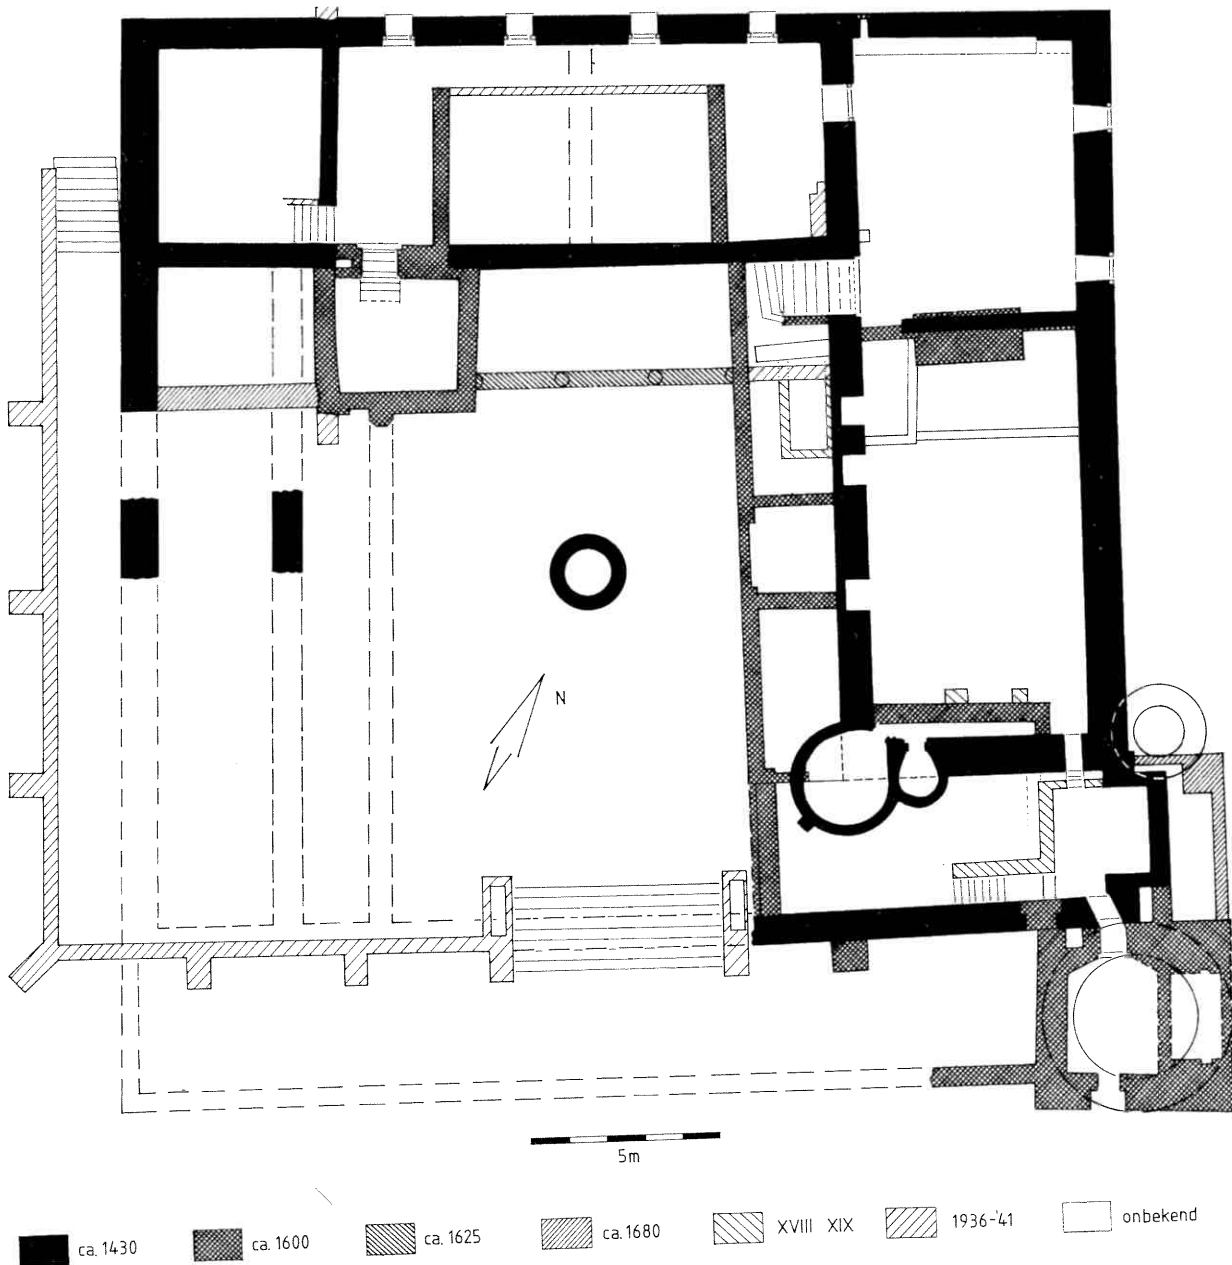 N
5m
ca. 1430
ca. 1600
ca. 1625
ca. 1680
XVIII XIX
1936-'41
onbekend